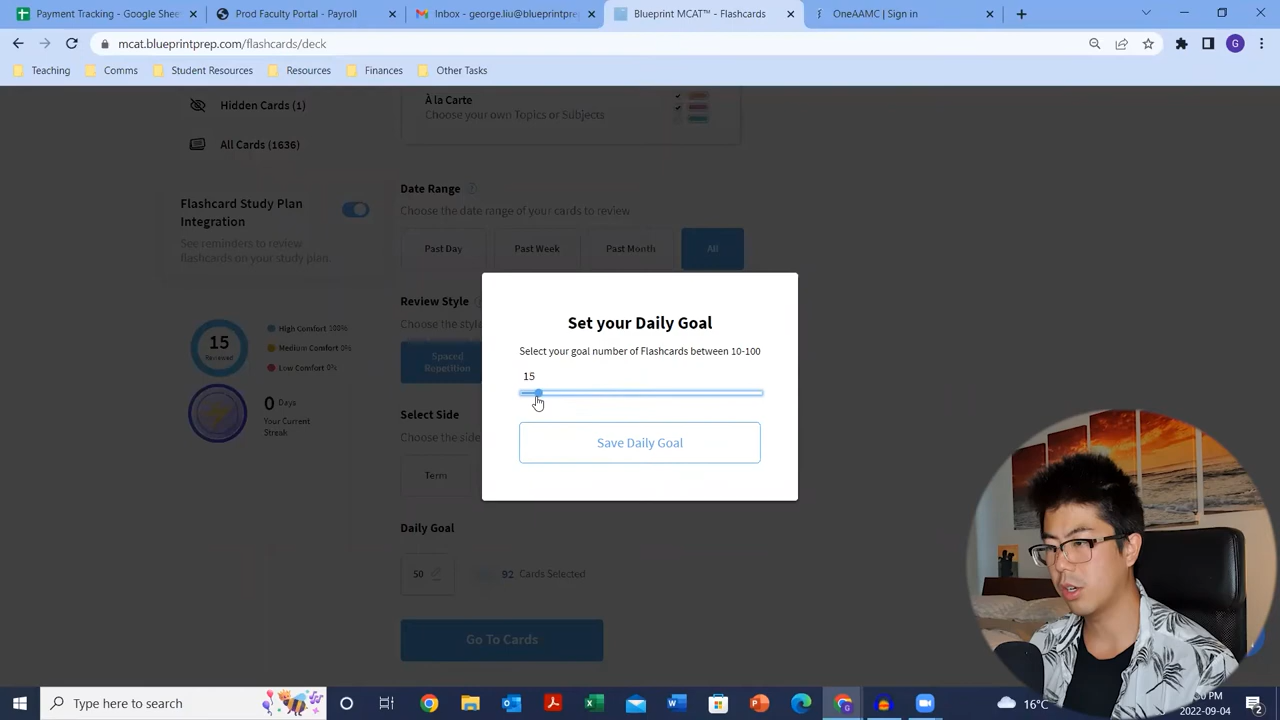 Payment Tracking - Google Shee
Prod Faculty Portal - Payroll
Inbox - george.liu@blueprintpre
Blueprint MCAT™ - Flashcards
OneAAMC | Sign in
mcat.blueprintprep.com/flashcards/deck
G
Teaching
Comms
Student Resources
Resources
Finances
Other Tasks
Hidden Cards (1)
All Cards (1636)
Flashcard Study Plan
Integration
See reminders to review
flashcards on your study plan.
15
Reviewed
High Comfort 100%
Medium Comfort 0%
Low Comfort 0%
0 Days
Your Current
Streak
À la Carte
Choose your own Topics or Subjects
Date Range
Choose the date range of your cards to review
Past Day
Past Week
Past Month
All
Review Style
Choose the style
Spaced
Repetition
Select Side
Choose the side
Term
Daily Goal
50
92 Cards Selected
Go To Cards
Set your Daily Goal
Select your goal number of Flashcards between 10-100
15
Save Daily Goal
Type here to search
16°C
0 PM
2022-09-04
2